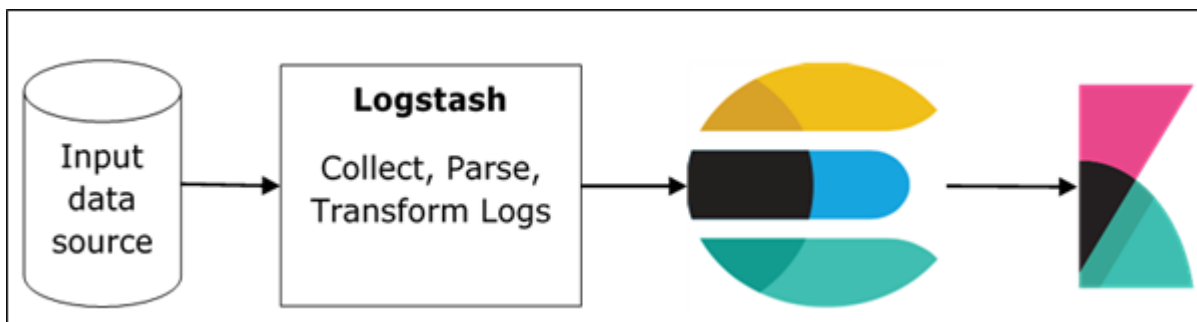 Input
data
source
Logstash
Collect, Parse,
Transform Logs